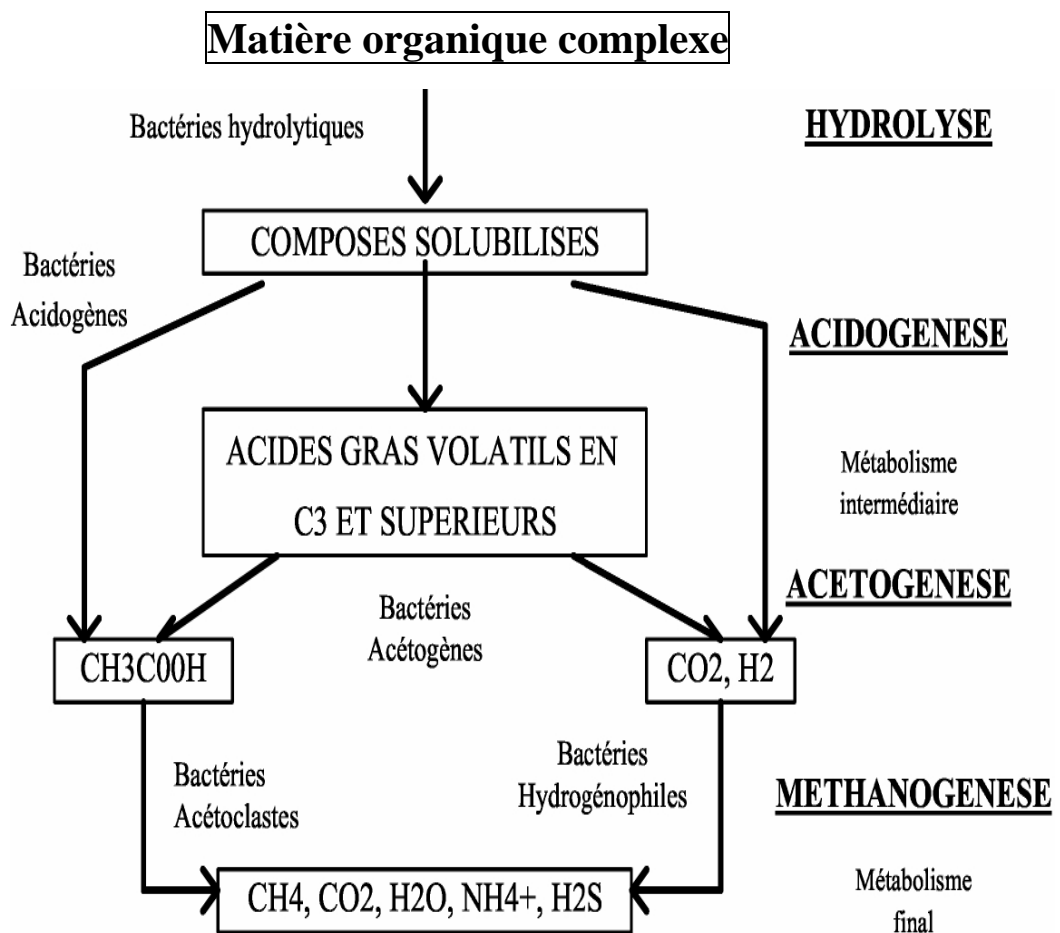 Matière organique complexe
Bactéries hydrolytiques
HYDROLYSE
COMPOSES SOLUBILISES
Bactéries
Acidogènes
ACIDOGENESE
ACIDES GRAS VOLATILS EN
C3 ET SUPERIEURS
Métabolisme
intermédiaire
ACETOGENESE
Bactéries
Acétogènes
CH3C00H
CO2, H2
Bactéries
Acétoclastes
Bactéries
Hydrogénophiles
METHANOGENESE
CH4, CO2, H2O, NH4+, H2S
Métabolisme
final